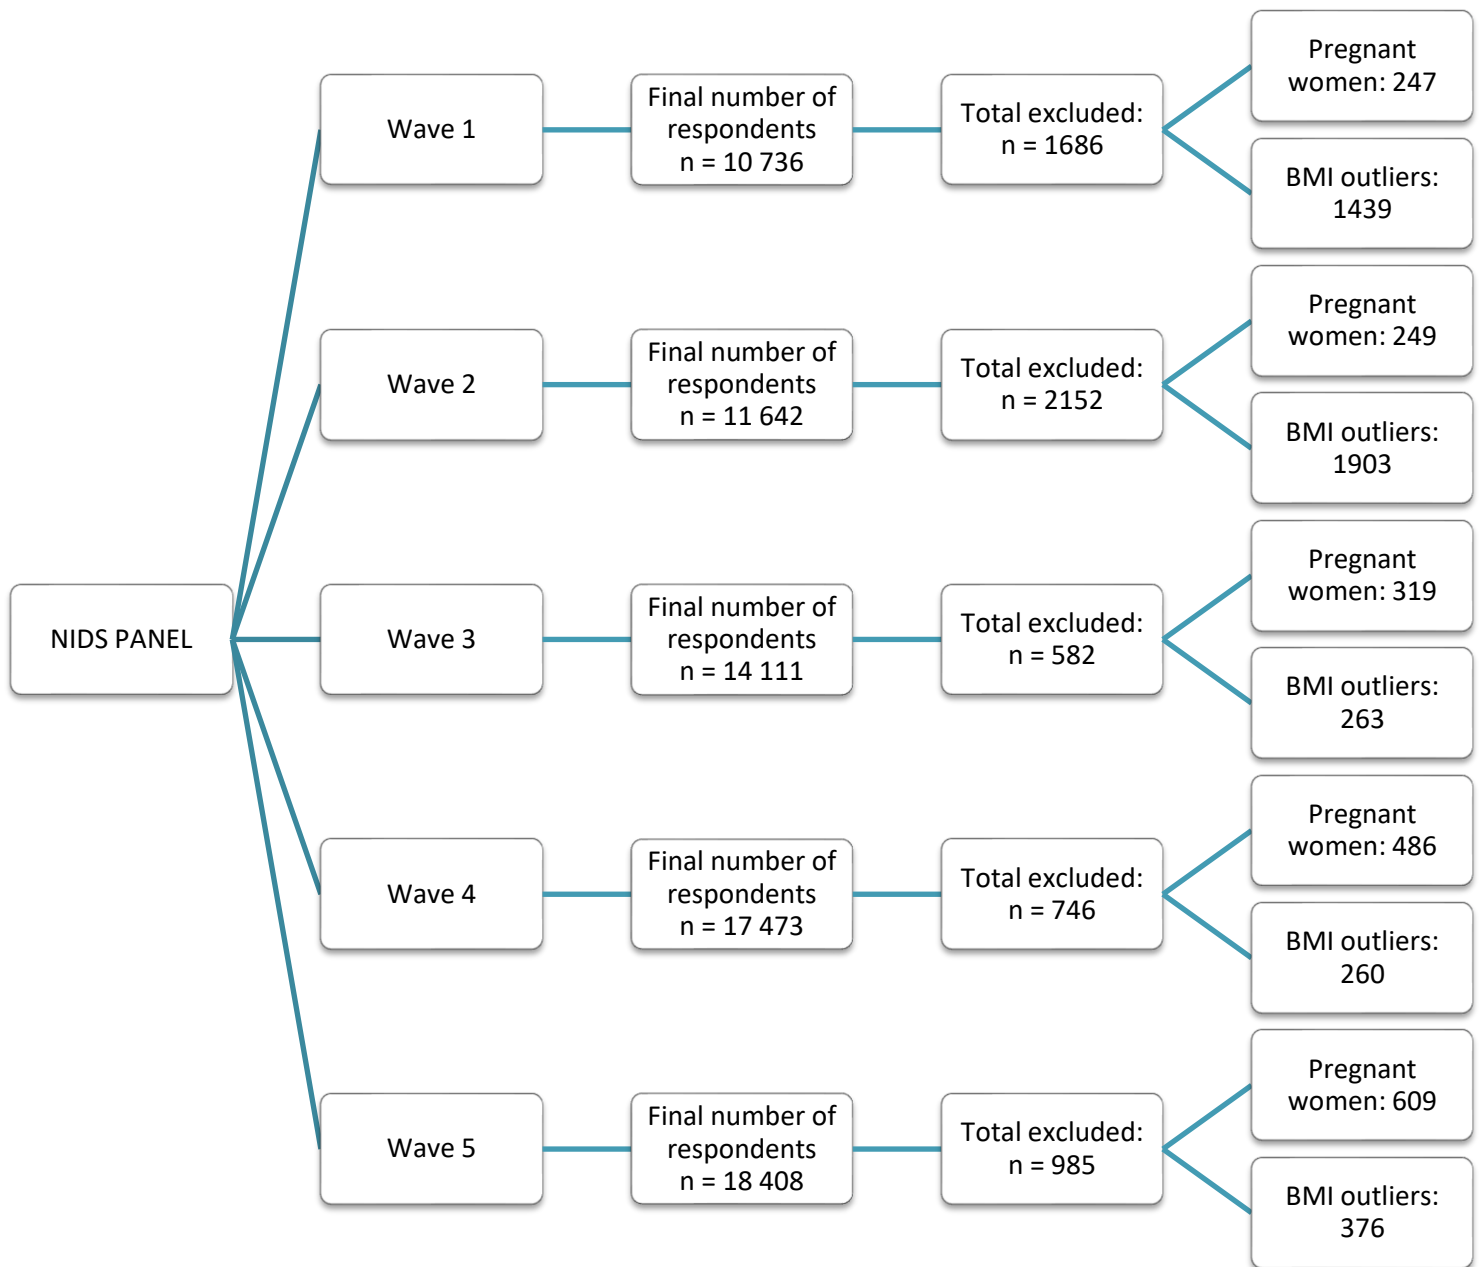 NIDS PANEL
Wave 1
Final number of
respondents
n = 10 736
Total excluded:
n = 1686
Pregnant
women: 247
BMI outliers:
1439
Wave 2
Final number of
respondents
n = 11 642
Total excluded:
n = 2152
Pregnant
women: 249
BMI outliers:
1903
Wave 3
Final number of
respondents
n = 14 111
Total excluded:
n = 582
Pregnant
women: 319
BMI outliers:
263
Wave 4
Final number of
respondents
n = 17 473
Total excluded:
n = 746
Pregnant
women: 486
BMI outliers:
260
Wave 5
Final number of
respondents
n = 18 408
Total excluded:
n = 985
Pregnant
women: 609
BMI outliers:
376